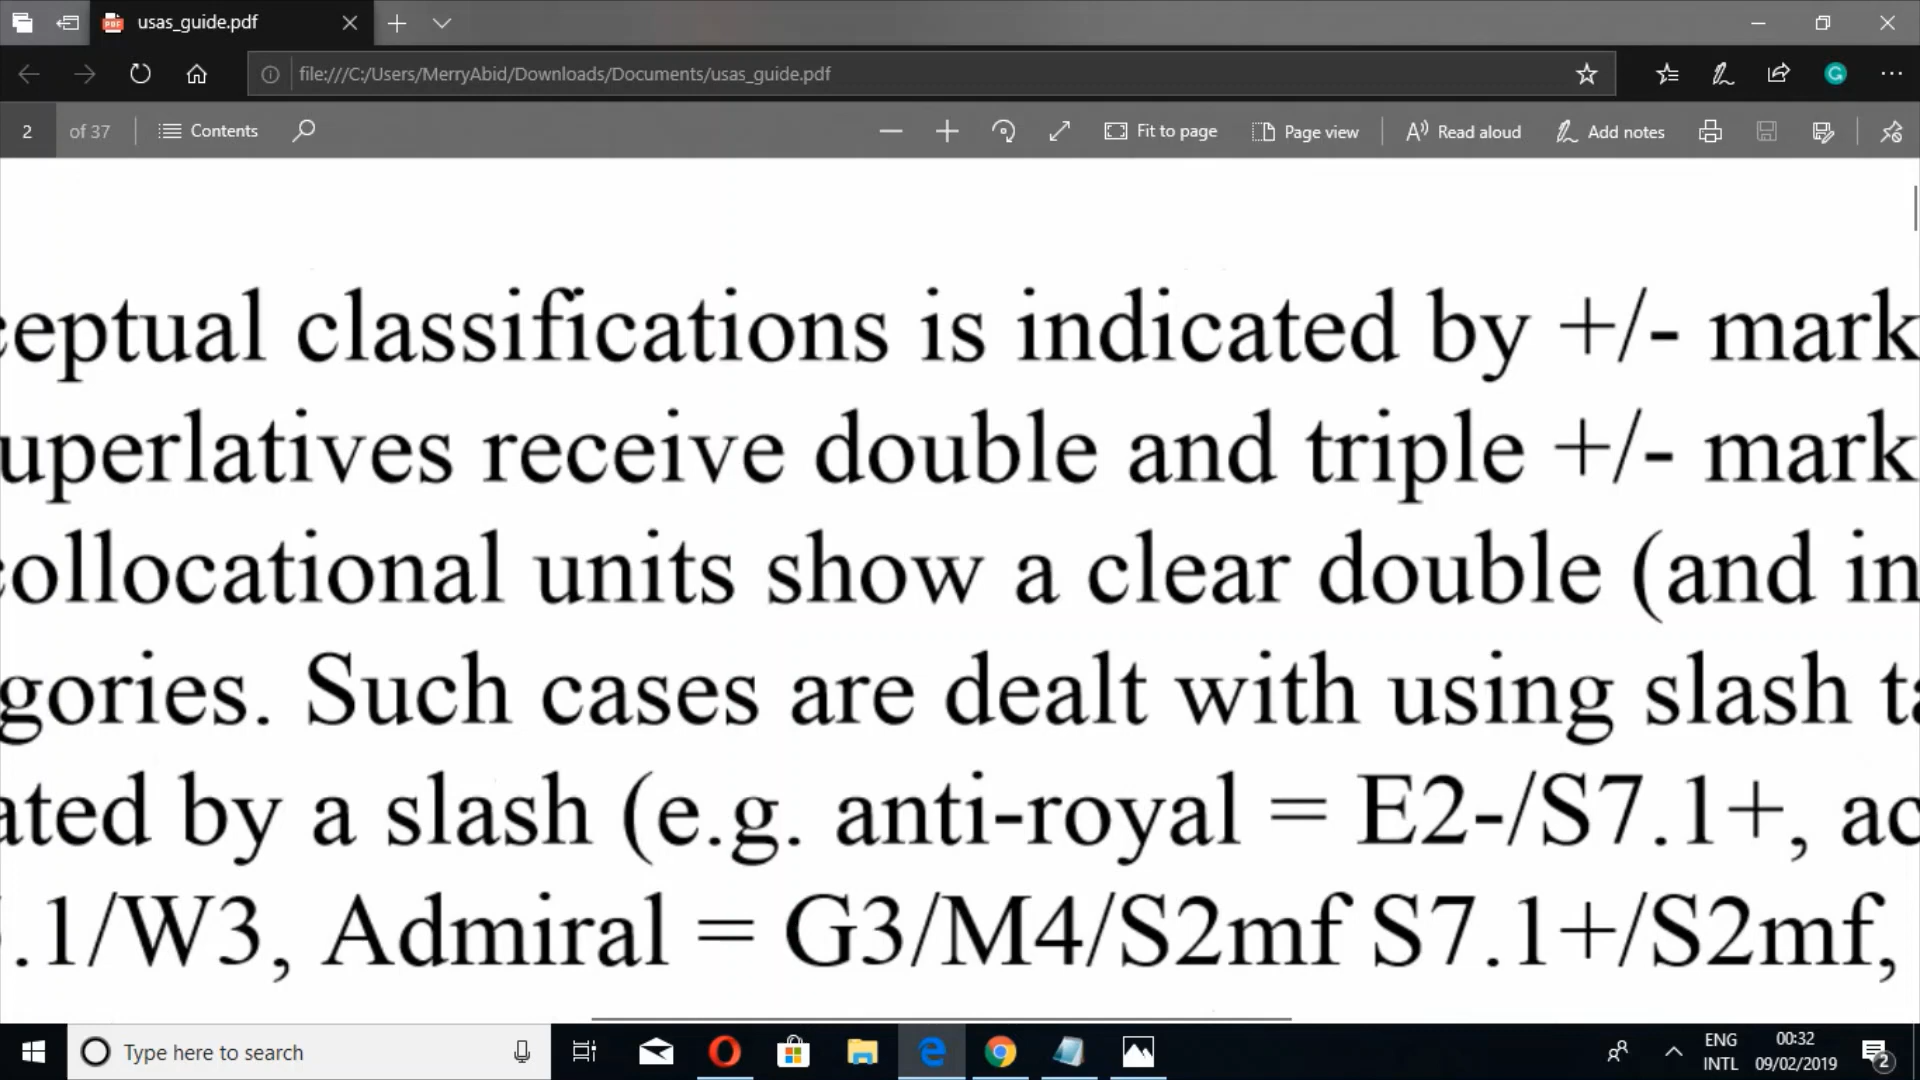 usas_guide.pdf
file:///C:/Users/MerryAbid/Downloads/Documents/usas_guide.pdf
2 of 37 Contents Fit to page Page view Read aloud Add notes
ceptual classifications is indicated by +/- mark
uperlatives receive double and triple +/- mark
collocational units show a clear double (and in
gories. Such cases are dealt with using slash ta
ated by a slash (e.g. anti-royal = E2-/S7.1+, ac
.1/W3, Admiral = G3/M4/S2mf S7.1+/S2mf,
Type here to search
ENG 00:32
INTL 09/02/2019
2